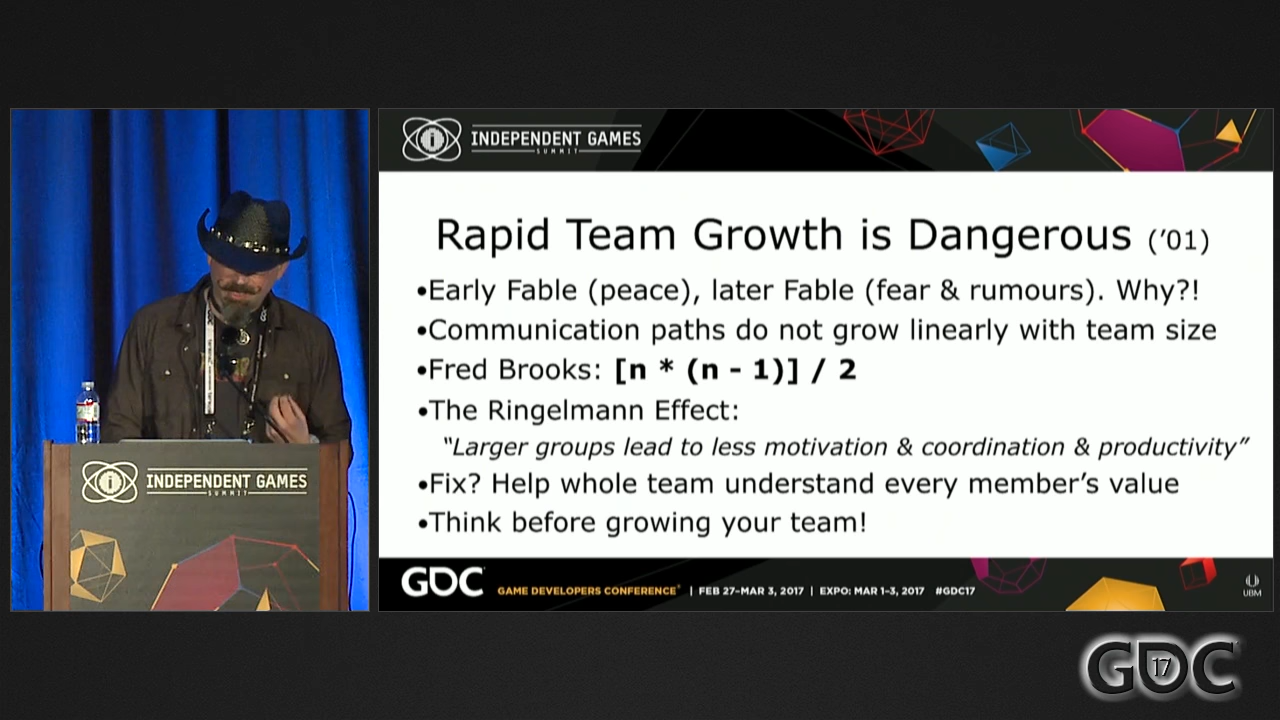 INDEPENDENT GAMES
SUMMIT
Rapid Team Growth is Dangerous ('01)
•Early Fable (peace), later Fable (fear & rumours). Why?!
•Communication paths do not grow linearly with team size
•Fred Brooks: [n * (n - 1)] / 2
•The Ringelmann Effect:
“Larger groups lead to less motivation & coordination & productivity”
•Fix? Help whole team understand every member’s value
•Think before growing your team!
INDEPENDENT GAMES
SUMMIT
GDC GAME DEVELOPERS CONFERENCE® | FEB 27–MAR 3, 2017 | EXPO: MAR 1–3, 2017 #GDC17
UBM
GDC 17